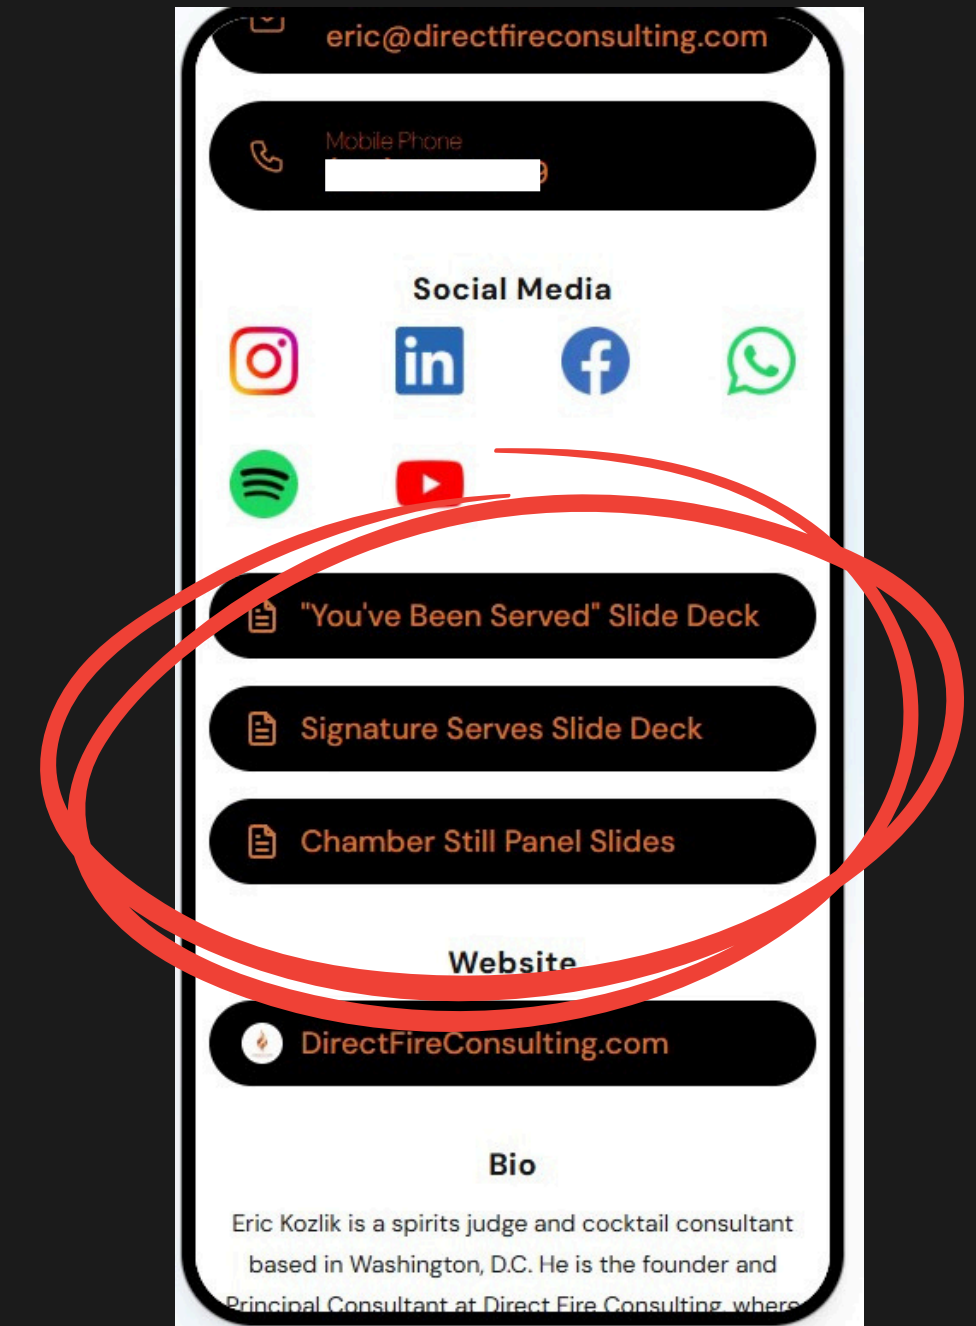 eric@directfireconsulting.com
Mobile Phone
Social Media
in
"You've Been Served" Slide Deck
Signature Serves Slide Deck
Chamber Still Panel Slides
Website
DirectFireConsulting.com
Bio
Eric Kozlik is a spirits judge and cocktail consultant
based in Washington, D.C. He is the founder and
Principal Consultant at Direct Fire Consulting, where